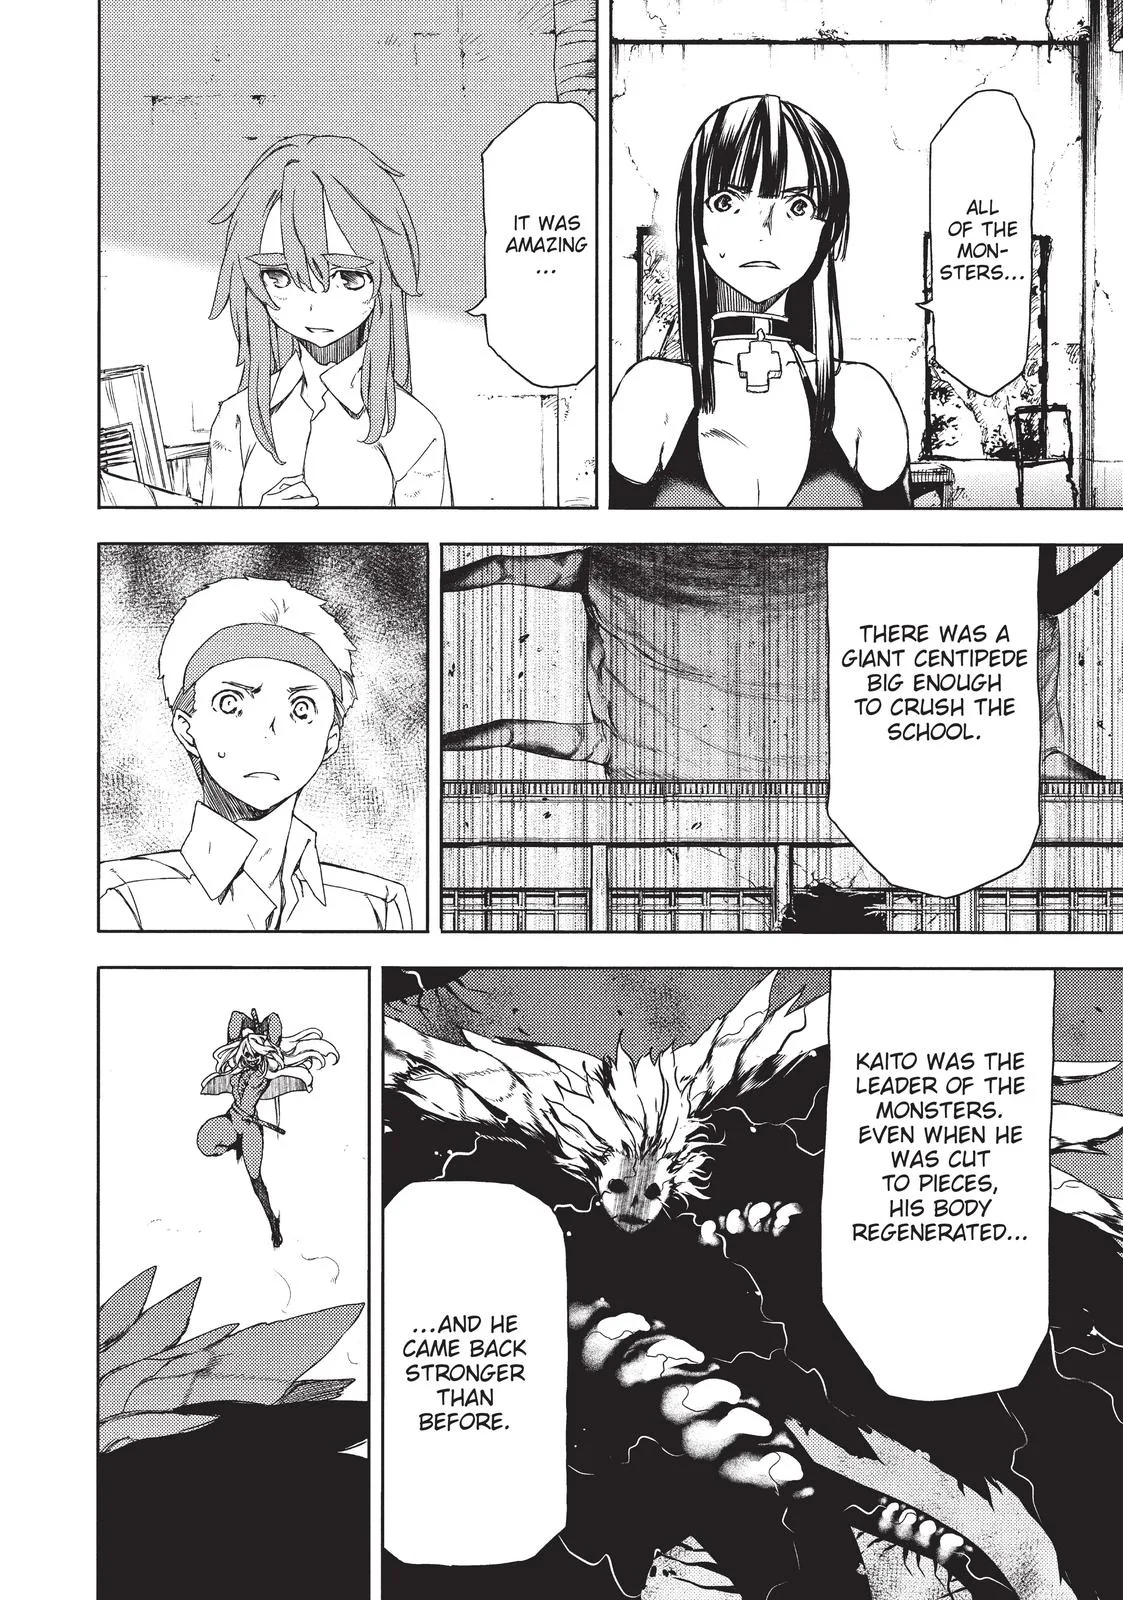 ALL
OF THE
MON-
STERS...
IT WAS
AMAZING
...
THERE WAS A
GIANT CENTIPEDE
BIG ENOUGH
TO CRUSH THE
SCHOOL.
KAITO WAS THE
LEADER OF THE
MONSTERS.
EVEN WHEN HE
WAS CUT
TO PIECES,
HIS BODY
REGENERATED...
...AND HE
CAME BACK
STRONGER
THAN
BEFORE.